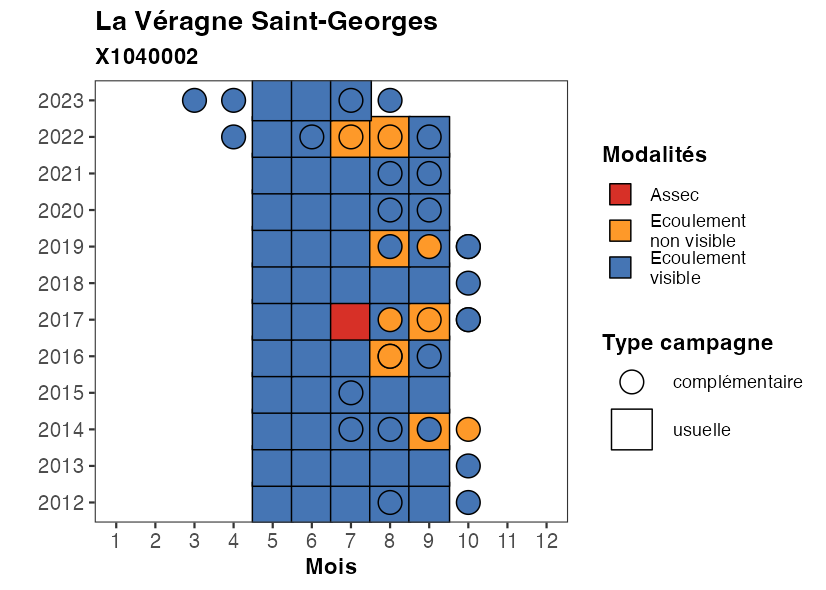 La Véragne Saint-Georges
X1040002
2023
2022
2021
2020
2019
2018
2017
2016
2015
2014
2013
2012
1 2 3 4 5 6 7 8 9 10 11 12
Mois
Modalités
Assec
Ecoulement
non visible
Ecoulement
visible
Type campagne
complémentaire
usuelle